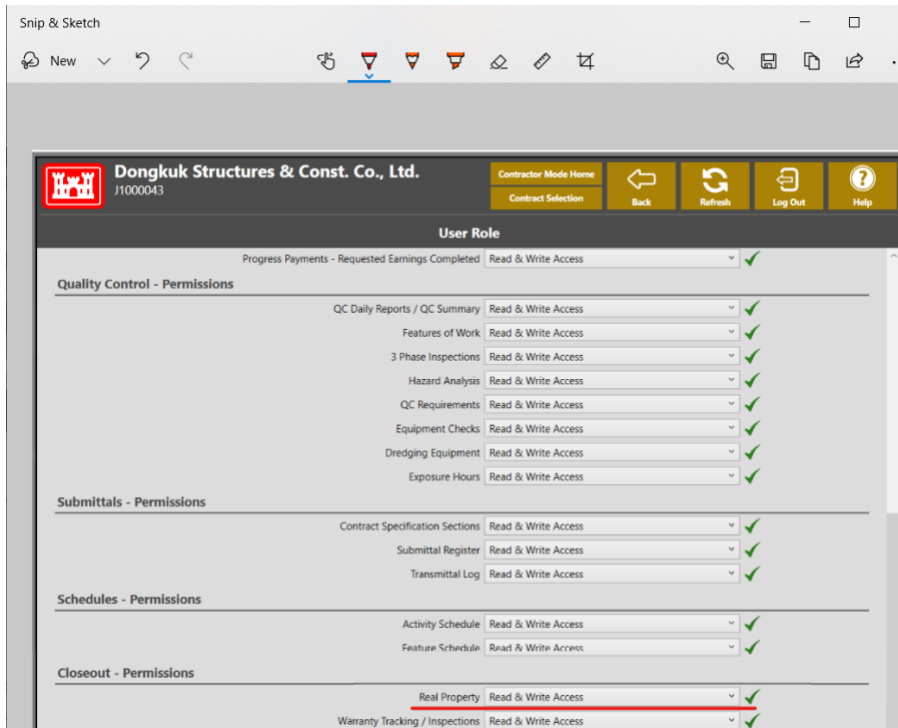 Snip & Sketch
New
Dongkuk Structures & Const. Co., Ltd.
J1000043
Contractor Mode Home
Contract Selection
Back
Refresh
Log Out
Help
User Role
Progress Payments - Requested Earnings Completed Read & Write Access
Quality Control - Permissions
QC Daily Reports / QC Summary Read & Write Access
Features of Work Read & Write Access
3 Phase Inspections Read & Write Access
Hazard Analysis Read & Write Access
QC Requirements Read & Write Access
Equipment Checks Read & Write Access
Dredging Equipment Read & Write Access
Exposure Hours Read & Write Access
Submittals - Permissions
Contract Specification Sections Read & Write Access
Submittal Register Read & Write Access
Transmittal Log Read & Write Access
Schedules - Permissions
Activity Schedule Read & Write Access
Feature Schedule Read & Write Access
Closeout - Permissions
Real Property Read & Write Access
Warranty Tracking / Inspections Read & Write Access